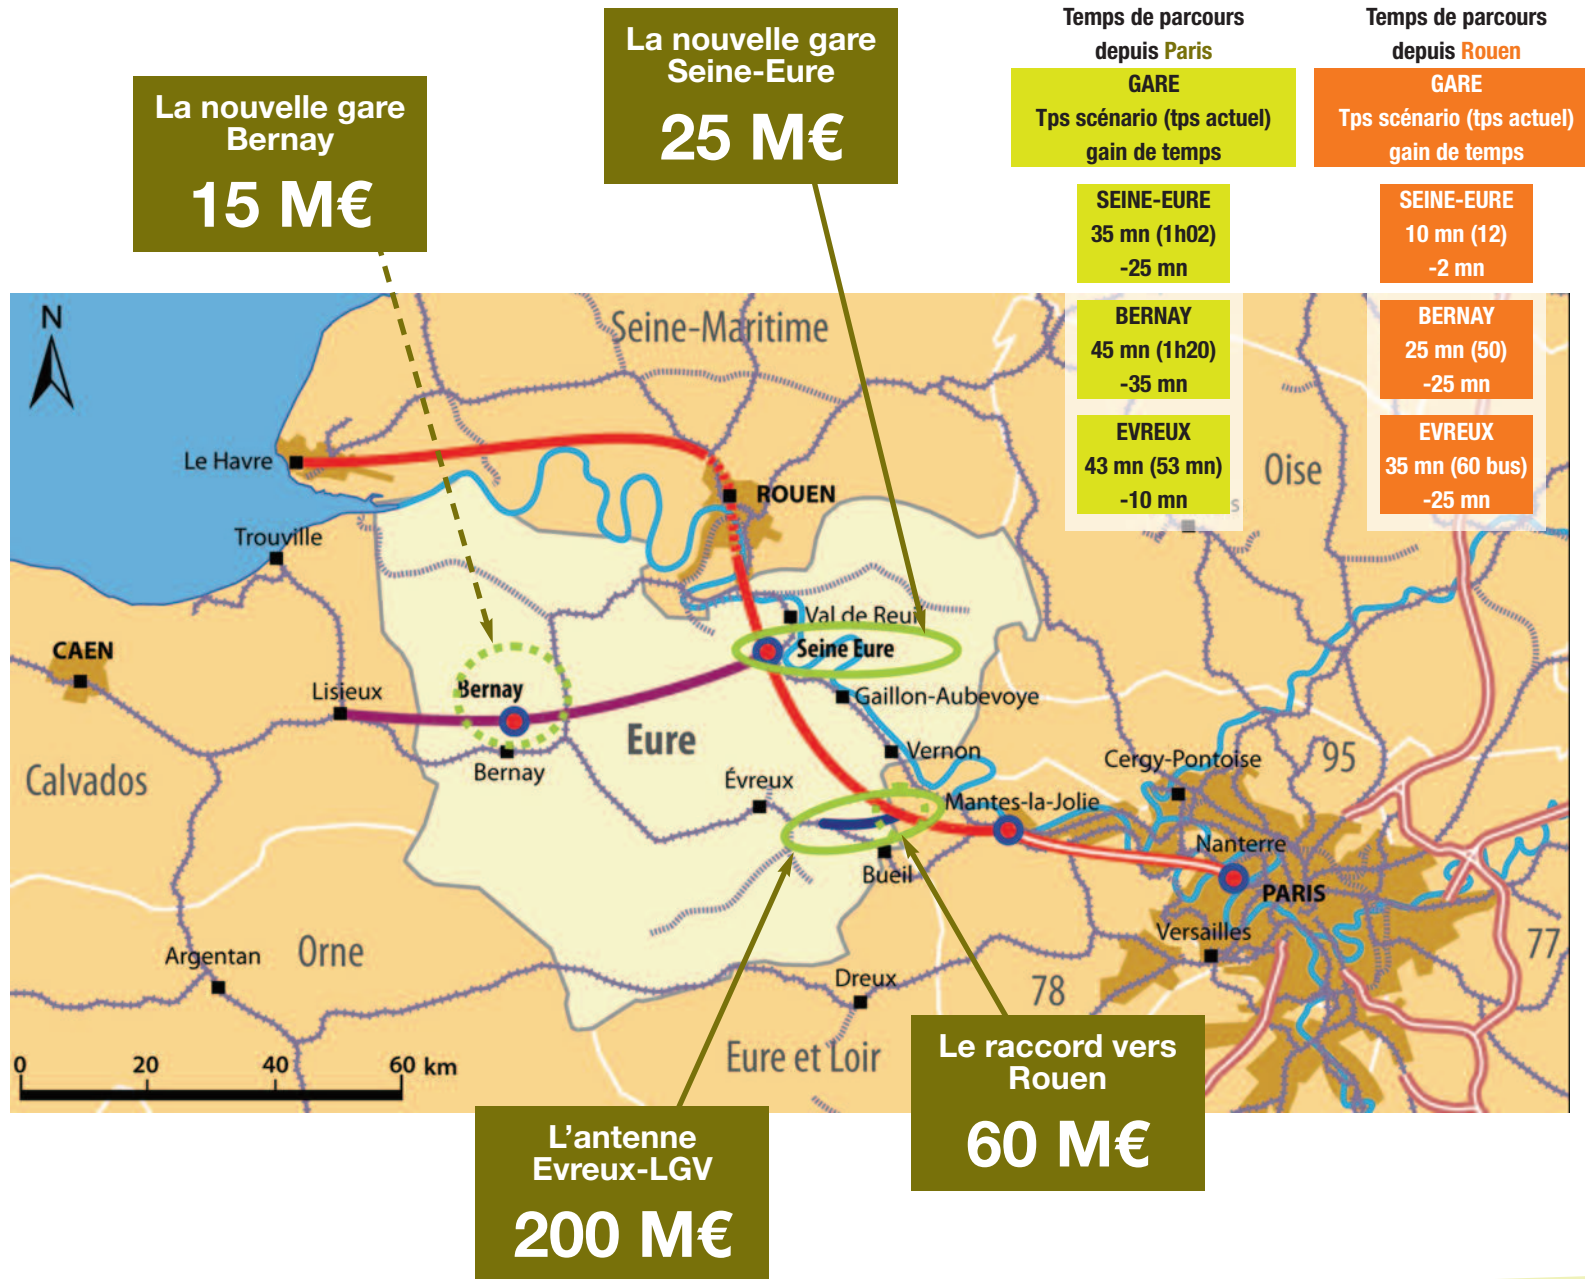 La nouvelle gare
Bernay
15 M€
La nouvelle gare
Seine-Eure
25 M€
Temps de parcours
depuis Paris
GARE
Tps scénario (tps actuel)
gain de temps
SEINE-EURE
35 mn (1h02)
-25 mn
BERNAY
45 mn (1h20)
-35 mn
EVREUX
43 mn (53 mn)
-10 mn
Temps de parcours
depuis Rouen
GARE
Tps scénario (tps actuel)
gain de temps
SEINE-EURE
10 mn (12)
-2 mn
BERNAY
25 mn (50)
-25 mn
EVREUX
35 mn (60 bus)
-25 mn
N
Seine-Maritime
Le Havre
ROUEN
Oise
Trouville
Val de Reuil
CAEN
Seine Eure
Lisieux
Bernay
Gaillon-Aubevoye
Eure
Vernon
Calvados
Bernay
Évreux
Cergy-Pontoise
95
Mantes-la-Jolie
Nanterre
Bueil
PARIS
Versailles
77
Argentan
Orne
Dreux
78
Eure et Loir
0
20
40
60 km
L'antenne
Evreux-LGV
200 M€
Le raccord vers
Rouen
60 M€